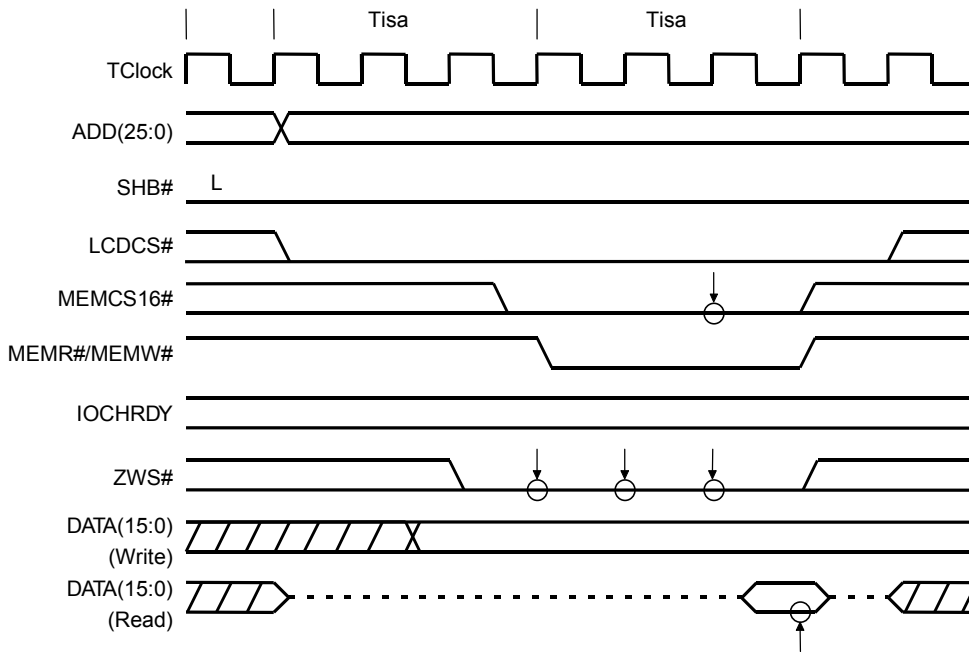 Tisa Tisa
TClock
ADD(25:0)
SHB# L
LCDCS#
MEMCS16#
MEMR#/MEMW#
IOCHRDY
ZWS#
DATA(15:0)
(Write)
DATA(15:0)
(Read)